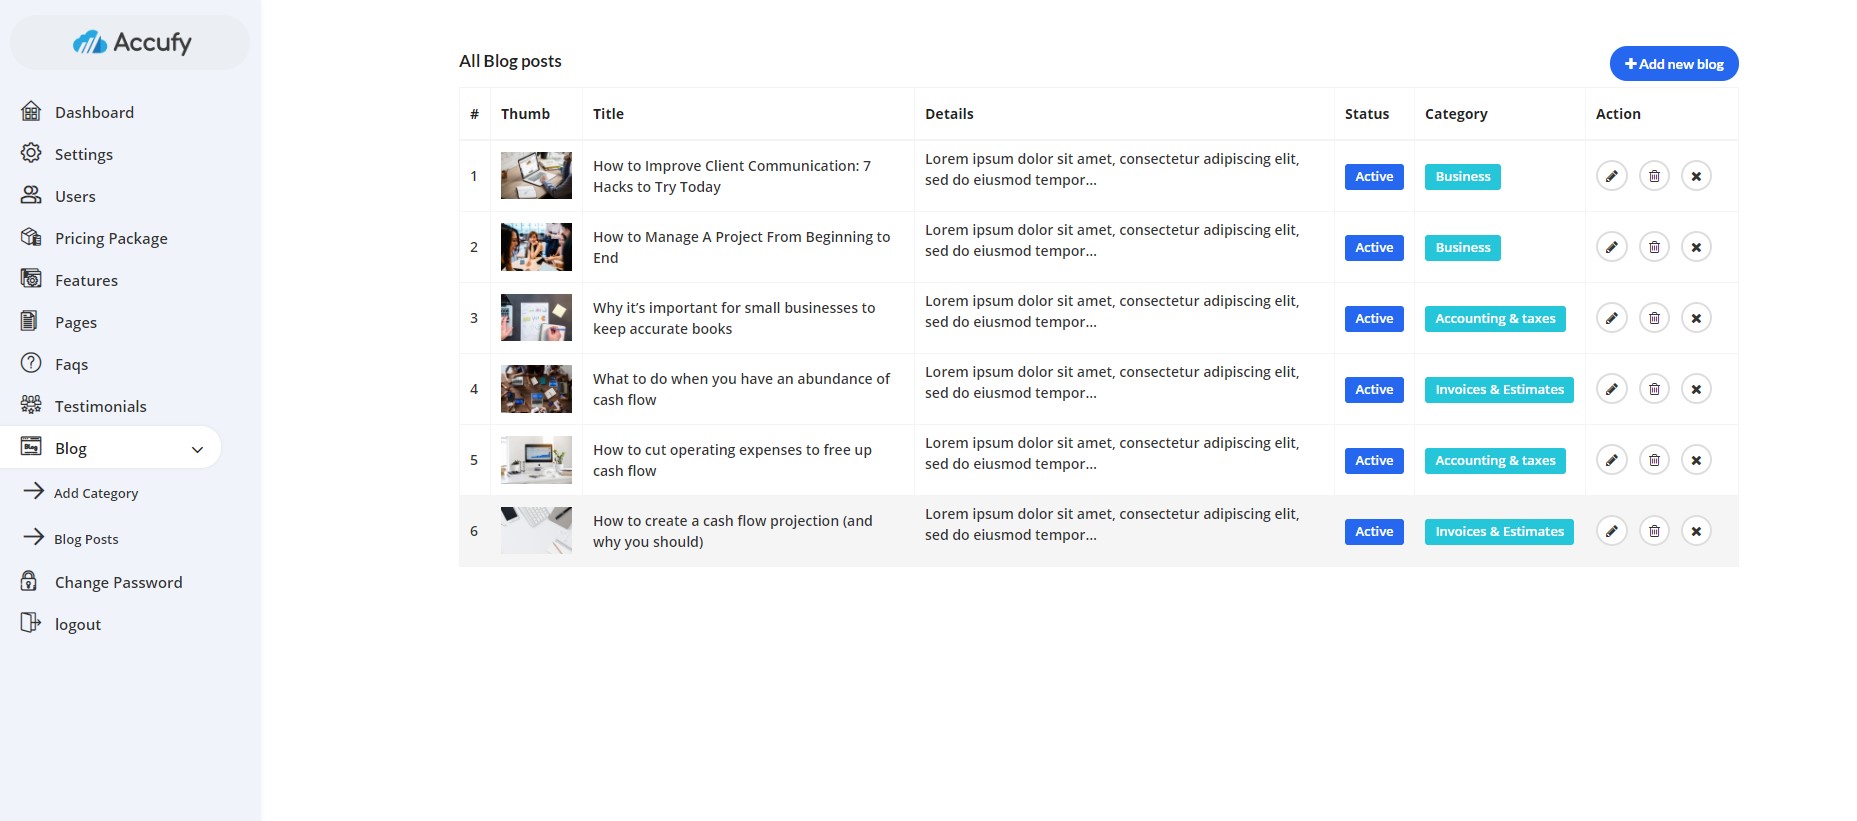 Accufy
Dashboard
Settings
Users
Pricing Package
Features
Pages
Faqs
Testimonials
Blog
Add Category
Blog Posts
Change Password
logout
All Blog posts
Add new blog
# Thumb Title Details Status Category Action
1 How to Improve Client Communication: 7 Lorem ipsum dolor sit amet, consectetur adipiscing elit, Active Business
Hacks to Try Today sed do eiusmod tempor...
2 How to Manage A Project From Beginning to Lorem ipsum dolor sit amet, consectetur adipiscing elit, Active Business
End sed do eiusmod tempor...
3 Why it’s important for small businesses to Lorem ipsum dolor sit amet, consectetur adipiscing elit, Active Accounting & taxes
keep accurate books sed do eiusmod tempor...
4 What to do when you have an abundance of Lorem ipsum dolor sit amet, consectetur adipiscing elit, Active Invoices & Estimates
cash flow sed do eiusmod tempor...
5 How to cut operating expenses to free up Lorem ipsum dolor sit amet, consectetur adipiscing elit, Active Accounting & taxes
cash flow sed do eiusmod tempor...
6 How to create a cash flow projection (and Lorem ipsum dolor sit amet, consectetur adipiscing elit, Active Invoices & Estimates
why you should) sed do eiusmod tempor...